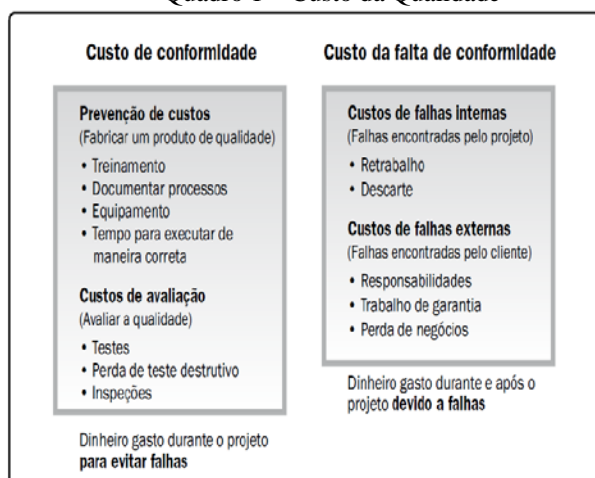 Quadro 1 – Custo da Qualidade
Custo de conformidade
Prevenção de custos
(Fabricar um produto de qualidade)
• Treinamento
• Documentar processos
• Equipamento
• Tempo para executar de
maneira correta
Custos de avaliação
(Avaliar a qualidade)
• Testes
• Perda de teste destrutivo
• Inspeções
Dinheiro gasto durante o projeto
para evitar falhas
Custo da falta de conformidade
Custos de falhas internas
(Falhas encontradas pelo projeto)
• Retrabalho
• Descarte
Custos de falhas externas
(Falhas encontradas pelo cliente)
• Responsabilidades
• Trabalho de garantia
• Perda de negócios
Dinheiro gasto durante e após o
projeto devido a falhas